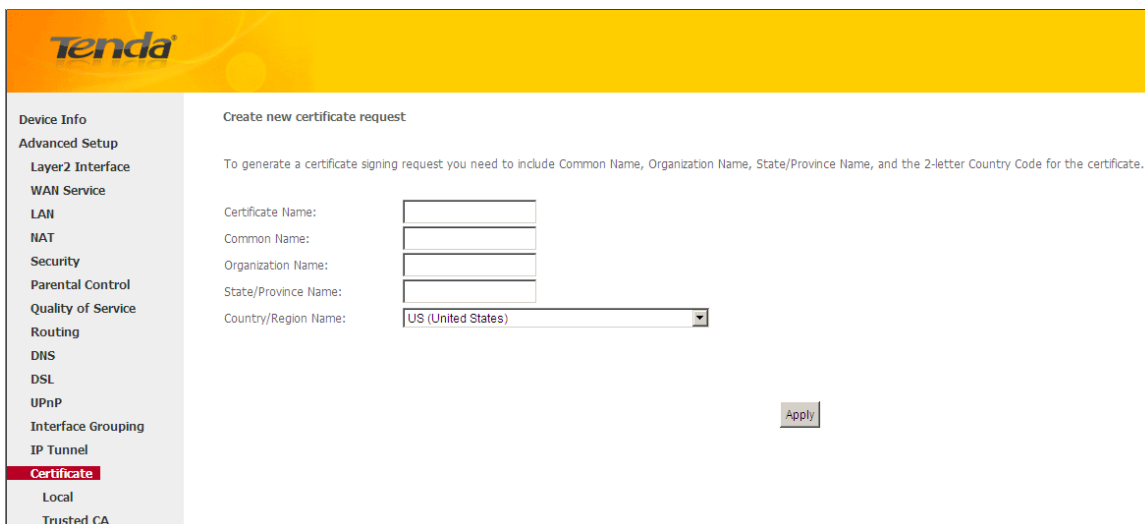 Tenda®
Device Info
Advanced Setup
Layer2 Interface
WAN Service
LAN
NAT
Security
Parental Control
Quality of Service
Routing
DNS
DSL
UPnP
Interface Grouping
IP Tunnel
Certificate
Local
Trusted CA
Create new certificate request
To generate a certificate signing request you need to include Common Name, Organization Name, State/Province Name, and the 2-letter Country Code for the certificate.
Certificate Name:
Common Name:
Organization Name:
State/Province Name:
Country/Region Name: US (United States)
Apply